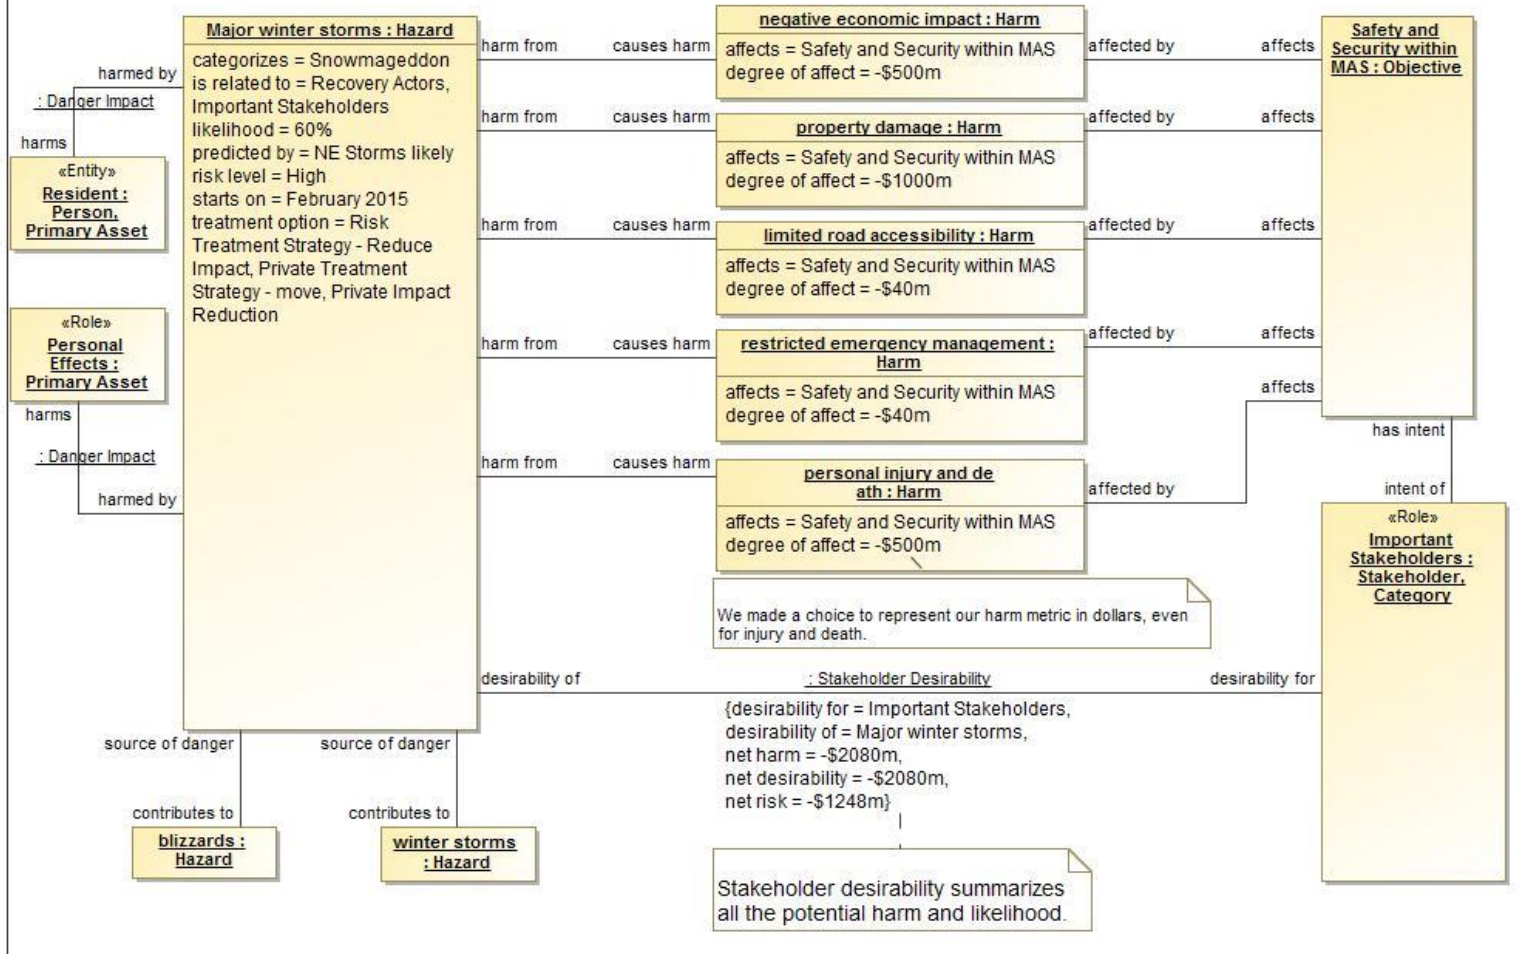 Major winter storms : Hazard
categorizes = Snowmageddon
is related to = Recovery Actors,
Important Stakeholders
likelihood = 60%
predicted by = NE Storms likely
risk level = High
starts on = February 2015
treatment option = Risk
Treatment Strategy - Reduce
Impact, Private Treatment
Strategy - move, Private Impact
Reduction
harmed by
: Danger Impact
harms
«Entity»
Resident :
Person,
Primary Asset
«Role»
Personal
Effects :
Primary Asset
harms
: Danger Impact
harmed by
harm from
causes harm
negative economic impact : Harm
affects = Safety and Security within MAS
degree of affect = -$500m
affected by
affects
harm from
causes harm
property damage : Harm
affects = Safety and Security within MAS
degree of affect = -$1000m
affected by
affects
harm from
causes harm
limited road accessibility : Harm
affects = Safety and Security within MAS
degree of affect = -$40m
affected by
affects
harm from
causes harm
restricted emergency management :
Harm
affects = Safety and Security within MAS
degree of affect = -$40m
affected by
affects
harm from
causes harm
personal injury and de
ath : Harm
affects = Safety and Security within MAS
degree of affect = -$500m
affected by
affects
We made a choice to represent our harm metric in dollars, even
for injury and death.
Safety and
Security within
MAS : Objective
has intent
intent of
«Role»
Important
Stakeholders :
Stakeholder,
Category
desirability of
: Stakeholder Desirability
desirability for
{desirability for = Important Stakeholders,
desirability of = Major winter storms,
net harm = -$2080m,
net desirability = -$2080m,
net risk = -$1248m}
Stakeholder desirability summarizes
all the potential harm and likelihood.
source of danger
source of danger
contributes to
contributes to
blizzards :
Hazard
winter storms
: Hazard